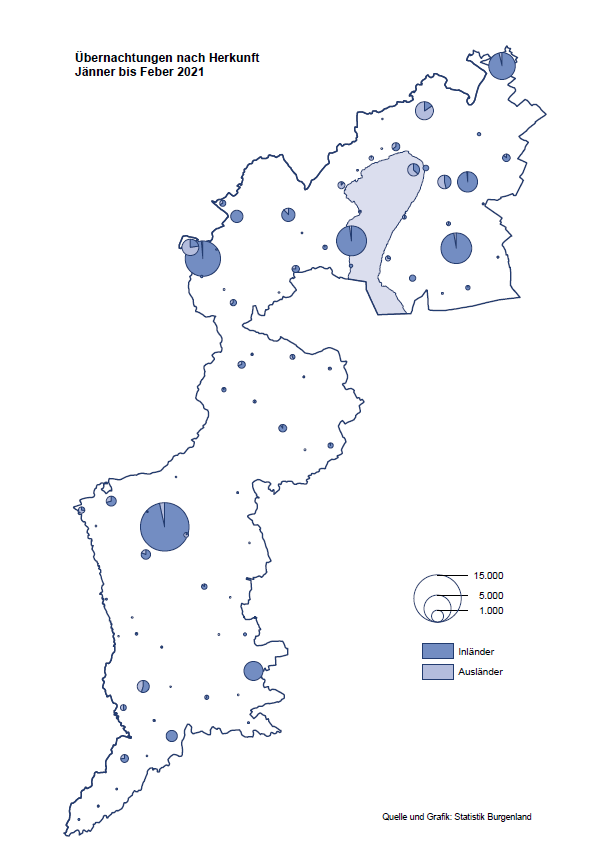 Übernachtungen nach Herkunft
Jänner bis Feber 2021
15.000
5.000
1.000
Inländer
Ausländer
Quelle und Grafik: Statistik Burgenland